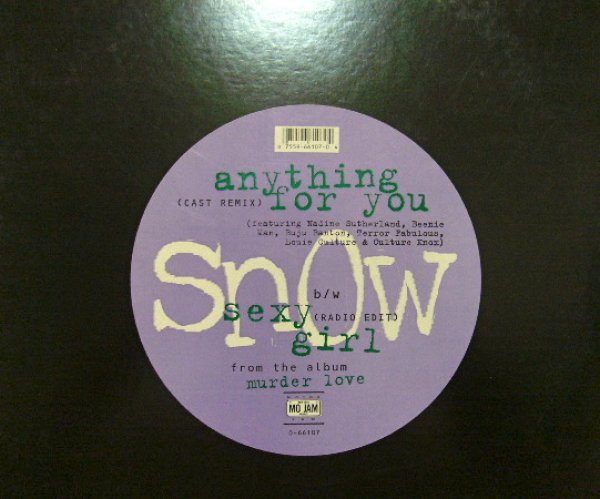 0 7559-66107-0 4
anything
(CAST REMIX) for you
(featuring Nadine Sutherland, Beenie
Man, Buju Banton, Terror Fabulous,
Louie Culture & Culture Knox)
snow
b/w
sexy (RADIO EDIT)
girl
from the album
murder love
MO JAM
0-66107